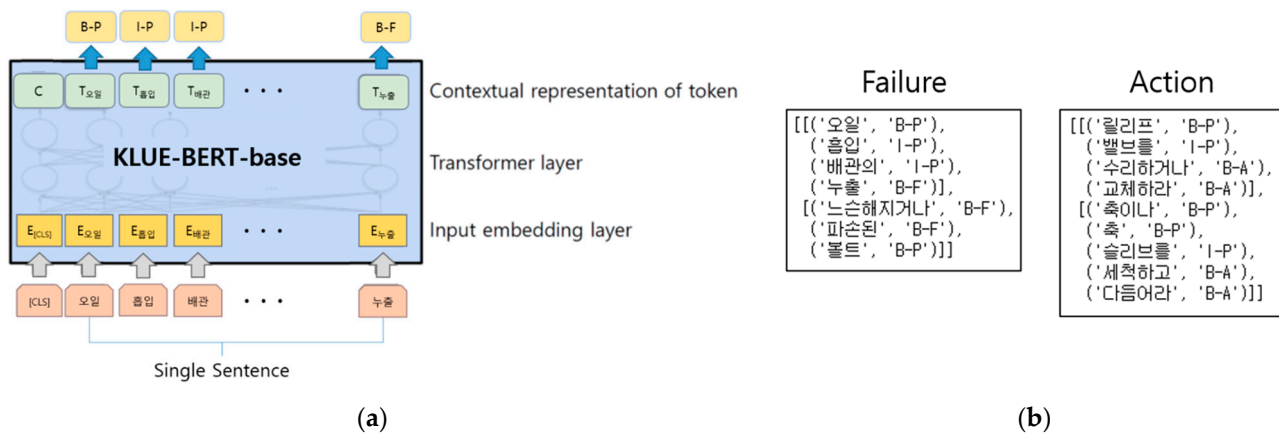 B-P I-P I-P B-F
C T오일 T흡입 T배관 • • • T누출
Contextual representation of token
KLUE-BERT-base
Transformer layer
...
E[CLS] E오일 E흡입 E배관 • • • E누출
Input embedding layer
[CLS] 오일 흡입 배관 • • • 누출
Single Sentence
(a)
Failure
[[('오일', 'B-P'),
('흡입', 'I-P'),
('배관의', 'I-P'),
('누출', 'B-F')],
[('느슨해지거나', 'B-F'),
('파손된', 'B-F'),
('볼트', 'B-P')]]
Action
[[('릴리프', 'B-P'),
('밸브를', 'I-P'),
('수리하거나', 'B-A'),
('교체하라', 'B-A')],
[('축이나', 'B-P'),
('축', 'B-P'),
('슬리브를', 'I-P'),
('세척하고', 'B-A'),
('다듬어라', 'B-A')]]
(b)